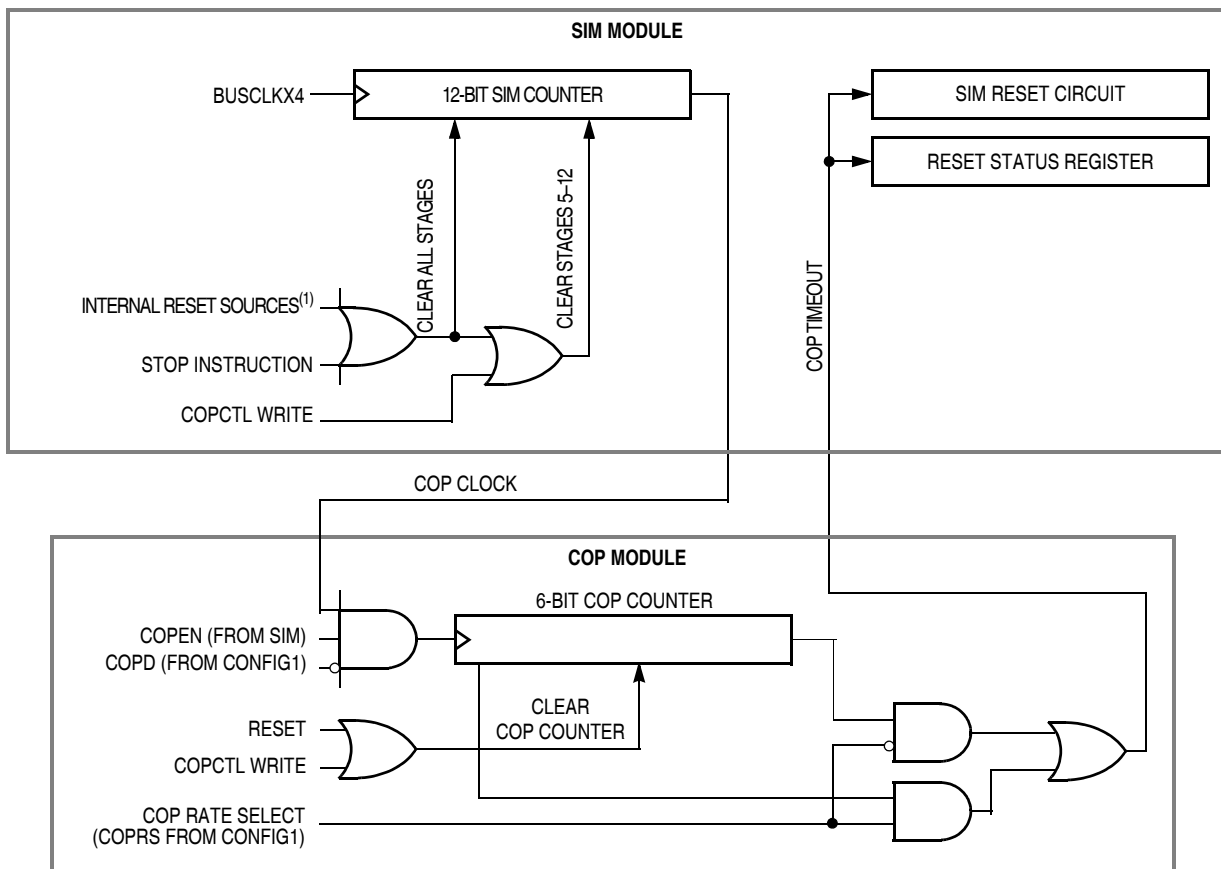 SIM MODULE
BUSCLKX4
12-BIT SIM COUNTER
SIM RESET CIRCUIT
RESET STATUS REGISTER
CLEAR ALL STAGES
CLEAR STAGES 5–12
INTERNAL RESET SOURCES(1)
STOP INSTRUCTION
COPCTL WRITE
COP TIMEOUT
COP CLOCK
COP MODULE
6-BIT COP COUNTER
COPEN (FROM SIM)
COPD (FROM CONFIG1)
RESET
CLEAR
COP COUNTER
COPCTL WRITE
COP RATE SELECT
(COPRS FROM CONFIG1)